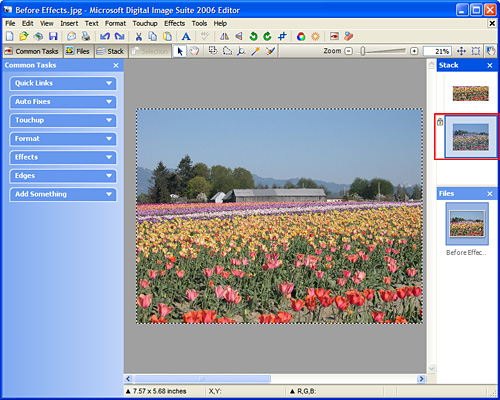 Before Effects.jpg - Microsoft Digital Image Suite 2006 Editor
File Edit View Insert Text Format Touchup Effects Tools Help
Common Tasks Files Stack Selection Zoom 21%
Common Tasks
Quick Links
Auto Fixes
Touchup
Format
Effects
Edges
Add Something
Stack
Files
Before Effec...
7.57 x 5.68 inches X,Y: R,G,B: